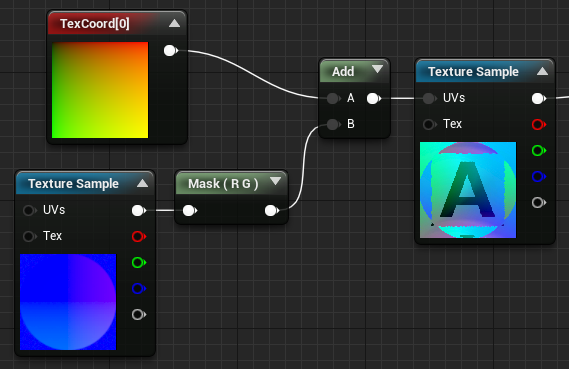 TexCoord[0]
Add
A
B
Texture Sample
UVs
Tex
A
Texture Sample
UVs
Tex
Mask ( R G )